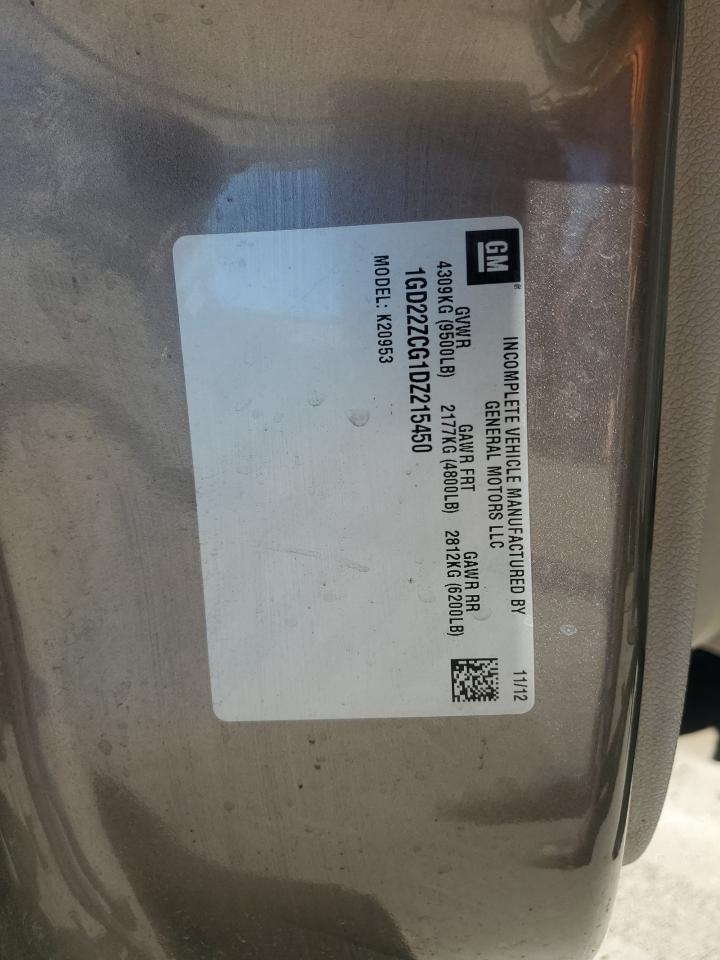 GM
INCOMPLETE VEHICLE MANUFACTURED BY
GENERAL MOTORS LLC
11/12
GVWR GAWR FRT GAWR RR
4309KG (9500LB) 2177KG (4800LB) 2812KG (6200LB)
1GD22ZCG1DZ215450
MODEL: K20953